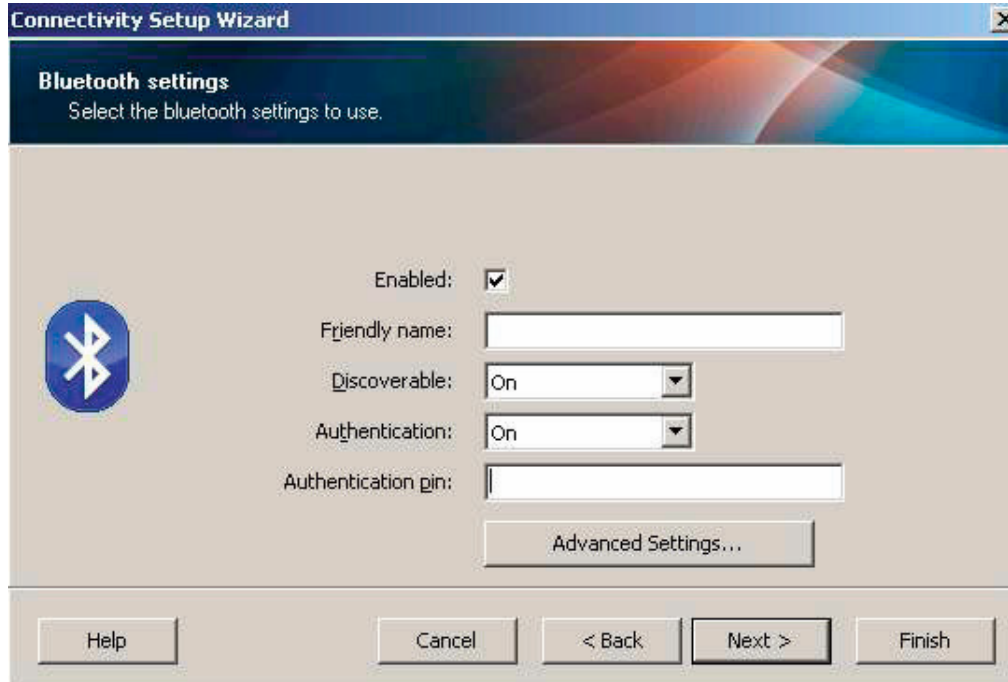 Connectivity Setup Wizard
Bluetooth settings
Select the bluetooth settings to use.
Enabled:
Friendly name:
Discoverable: On
Authentication: On
Authentication pin:
Advanced Settings...
Help Cancel < Back Next > Finish